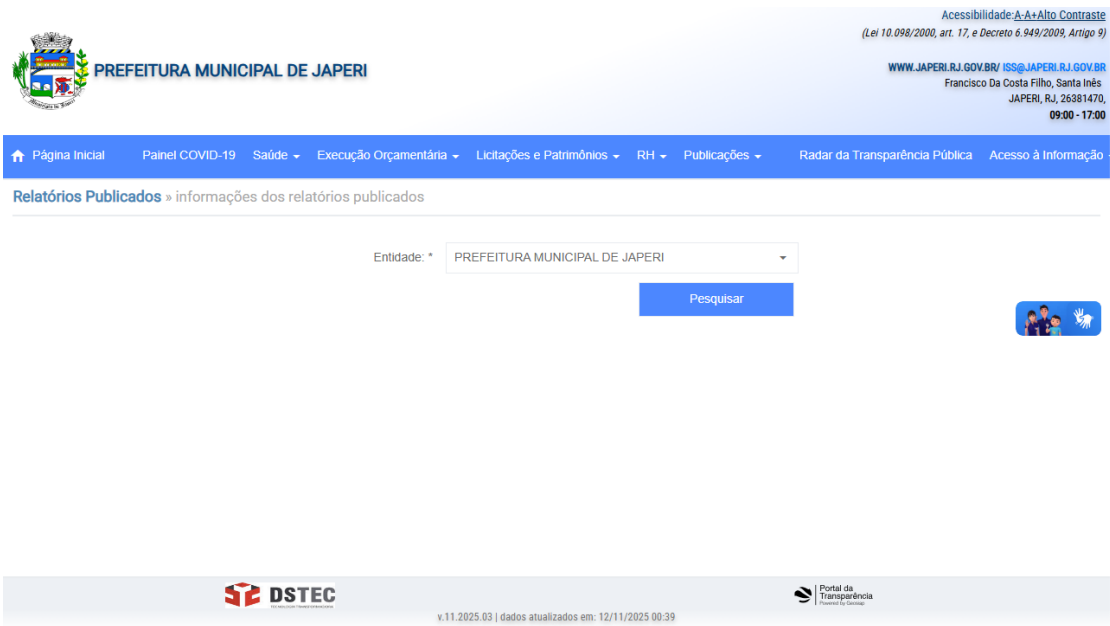 Acessibilidade:A-A+Alto Contraste
(Lei 10.098/2000, art. 17, e Decreto 6.949/2009, Artigo 9)
PREFEITURA MUNICIPAL DE JAPERI
WWW.JAPERI.RJ.GOV.BR/ ISS@JAPERI.RJ.GOV.BR
Francisco Da Costa Filho, Santa Inês
JAPERI, RJ, 26381470,
09:00 - 17:00
Página Inicial Painel COVID-19 Saúde Execução Orçamentária Licitações e Patrimônios RH Publicações Radar da Transparência Pública Acesso à Informação
Relatórios Publicados » informações dos relatórios publicados
Entidade: * PREFEITURA MUNICIPAL DE JAPERI
Pesquisar
DSTEC
Portal da
Transparência
v.11.2025.03 | dados atualizados em: 12/11/2025 00:39